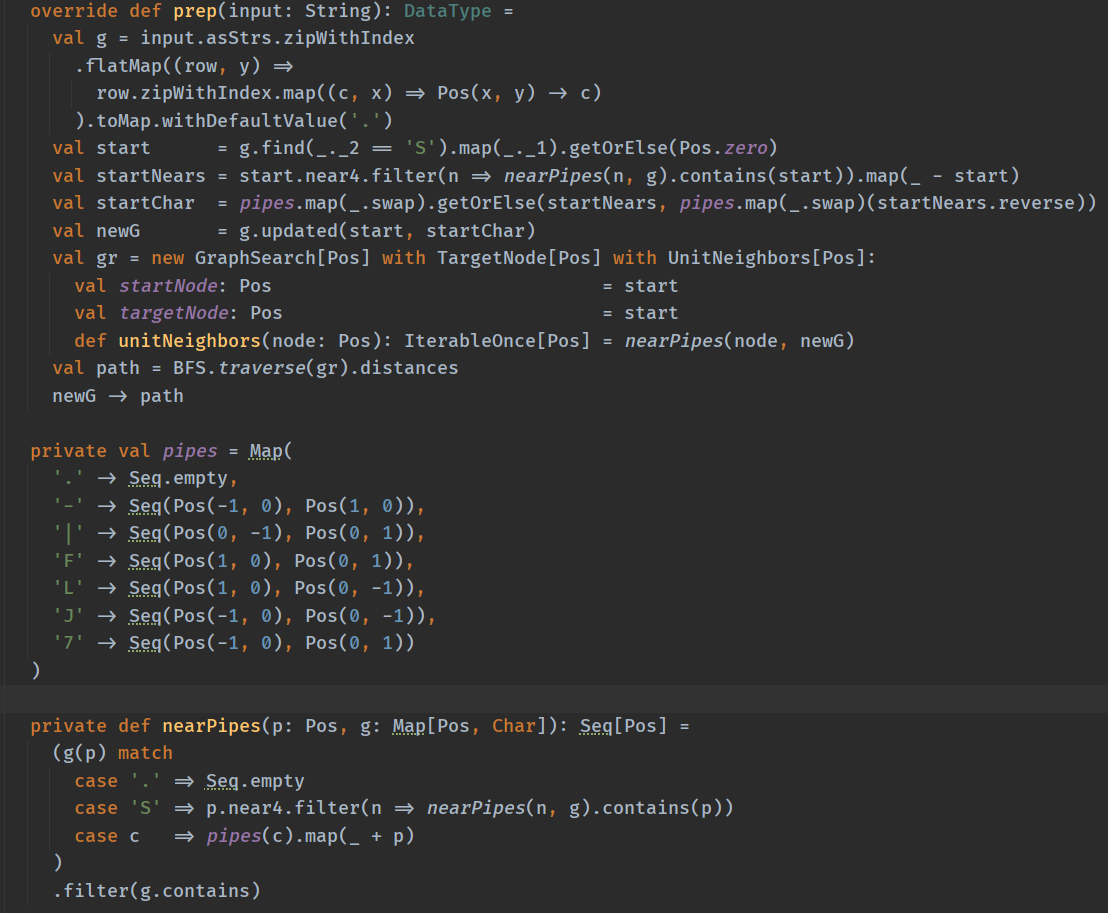 override def prep(input: String): DataType =
  val g = input.asStrs.zipWithIndex
    .flatMap((row, y) =>
      row.zipWithIndex.map((c, x) => Pos(x, y) -> c)
    ).toMap.withDefaultValue('.')
  val start      = g.find(_._2 == 'S').map(_._1).getOrElse(Pos.zero)
  val startNears = start.near4.filter(n => nearPipes(n, g).contains(start)).map(_ - start)
  val startChar  = pipes.map(_.swap).getOrElse(startNears, pipes.map(_.swap)(startNears.reverse))
  val newG       = g.updated(start, startChar)
  val gr = new GraphSearch[Pos] with TargetNode[Pos] with UnitNeighbors[Pos]:
    val startNode: Pos                              = start
    val targetNode: Pos                             = start
    def unitNeighbors(node: Pos): IterableOnce[Pos] = nearPipes(node, newG)
  val path = BFS.traverse(gr).distances
  newG -> path

private val pipes = Map(
  '.' -> Seq.empty,
  '-' -> Seq(Pos(-1, 0), Pos(1, 0)),
  '|' -> Seq(Pos(0, -1), Pos(0, 1)),
  'F' -> Seq(Pos(1, 0), Pos(0, 1)),
  'L' -> Seq(Pos(1, 0), Pos(0, -1)),
  'J' -> Seq(Pos(-1, 0), Pos(0, -1)),
  '7' -> Seq(Pos(-1, 0), Pos(0, 1))
)

private def nearPipes(p: Pos, g: Map[Pos, Char]): Seq[Pos] =
  (g(p) match
    case '.' => Seq.empty
    case 'S' => p.near4.filter(n => nearPipes(n, g).contains(p))
    case c   => pipes(c).map(_ + p)
  )
  .filter(g.contains)